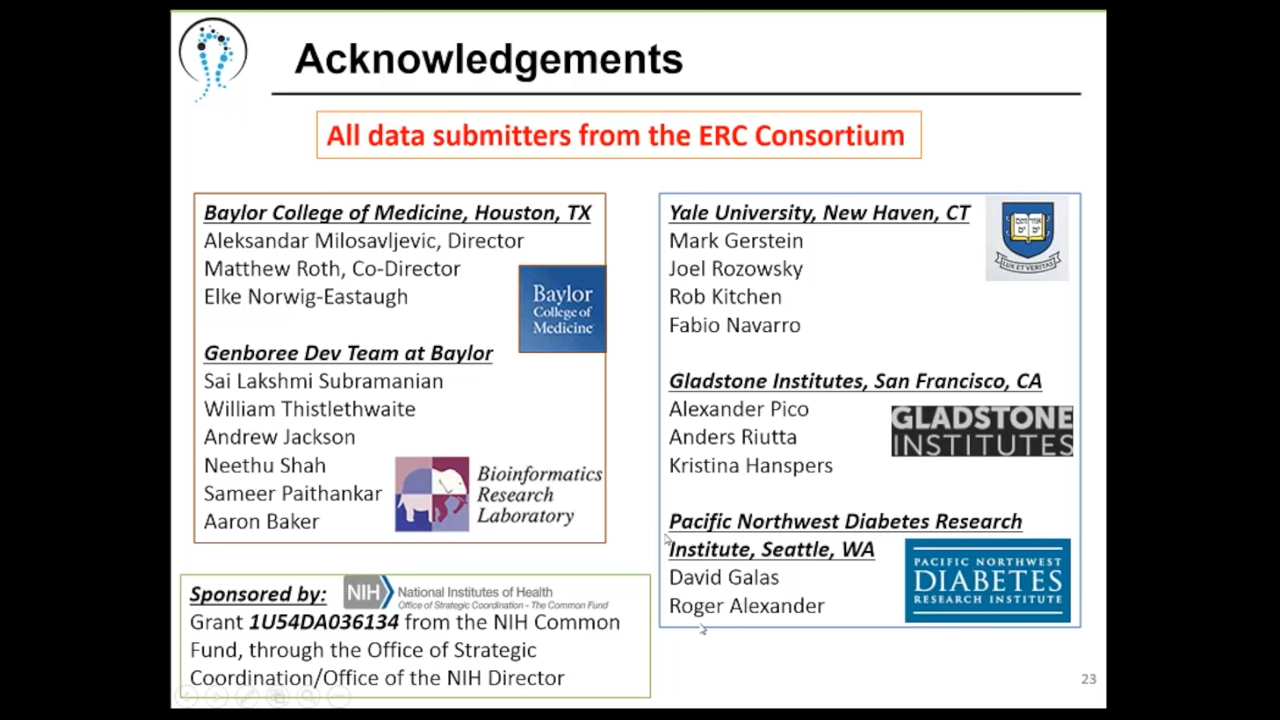 Acknowledgements
All data submitters from the ERC Consortium
Baylor College of Medicine, Houston, TX
Aleksandar Milosavljevic, Director
Matthew Roth, Co-Director
Elke Norwig-Eastaugh
Baylor
College of
Medicine
Genboree Dev Team at Baylor
Sai Lakshmi Subramanian
William Thistlethwaite
Andrew Jackson
Neethu Shah
Sameer Paithankar
Aaron Baker
Bioinformatics
Research
Laboratory
Sponsored by:
NIH
National Institutes of Health
Office of Strategic Coordination - The Common Fund
Grant 1U54DA036134 from the NIH Common
Fund, through the Office of Strategic
Coordination/Office of the NIH Director
Yale University, New Haven, CT
LUX ET VERITAS
Mark Gerstein
Joel Rozowsky
Rob Kitchen
Fabio Navarro
Gladstone Institutes, San Francisco, CA
Alexander Pico
Anders Riutta
Kristina Hanspers
GLADSTONE
INSTITUTES
Pacific Northwest Diabetes Research
Institute, Seattle, WA
David Galas
Roger Alexander
PACIFIC NORTHWEST
DIABETES
RESEARCH INSTITUTE
23